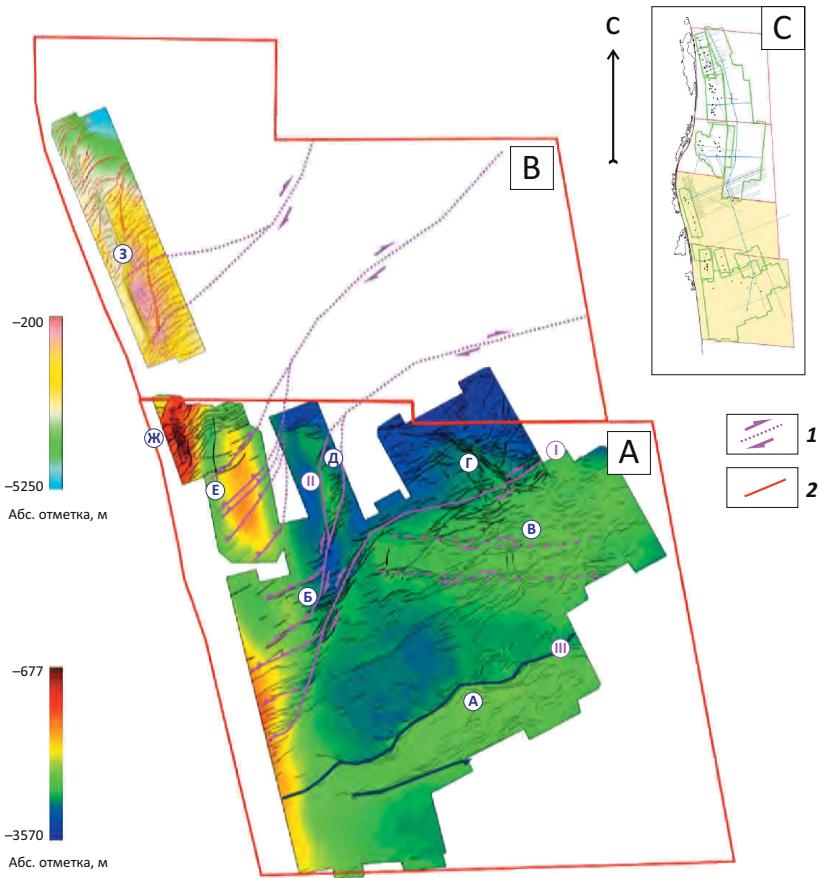 С
C
B
З
–200
–5250
Абс. отметка, м
1
2
Ж
Е
II
Д
Г
I
A
В
Б
III
А
–677
–3570
Абс. отметка, м